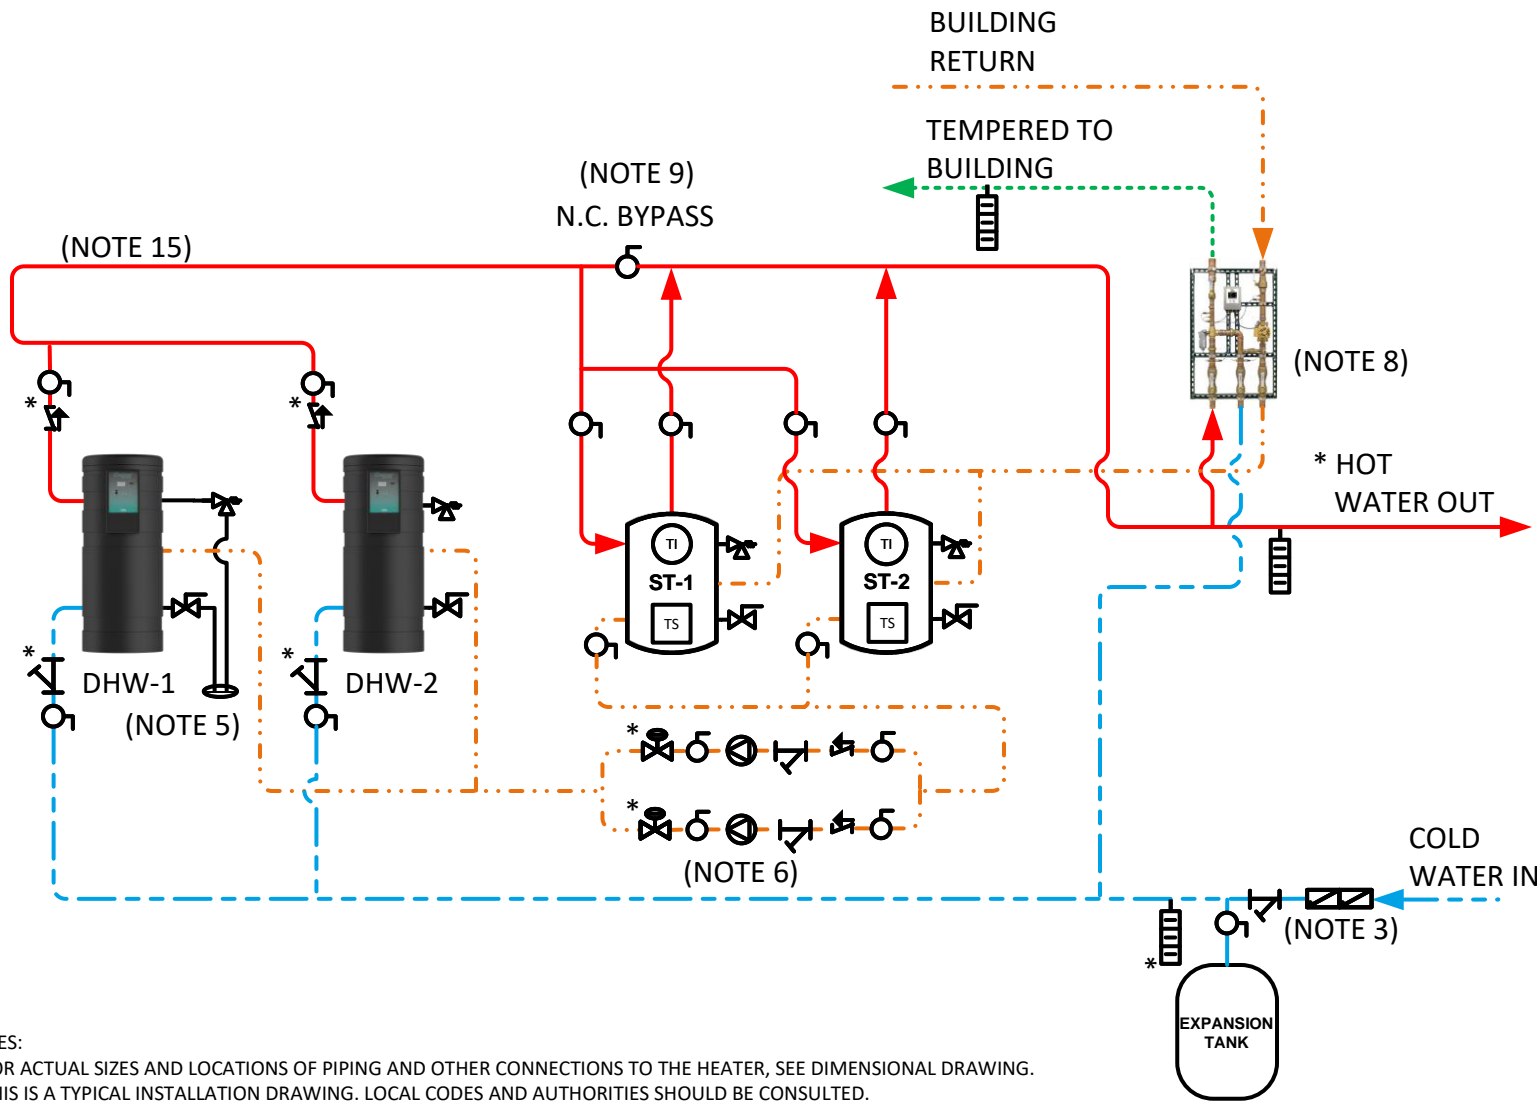 BUILDING
RETURN
TEMPERED TO
BUILDING
(NOTE 9)
N.C. BYPASS
(NOTE 15)
(NOTE 8)
* HOT
WATER OUT
*
*
TI
ST-1
TS
TI
ST-2
TS
*
DHW-1
*
DHW-2
(NOTE 5)
*
*
(NOTE 6)
COLD
WATER IN
(NOTE 3)
*
EXPANSION
TANK
ES:
OR ACTUAL SIZES AND LOCATIONS OF PIPING AND OTHER CONNECTIONS TO THE HEATER, SEE DIMENSIONAL DRAWING.
HIS IS A TYPICAL INSTALLATION DRAWING. LOCAL CODES AND AUTHORITIES SHOULD BE CONSULTED.